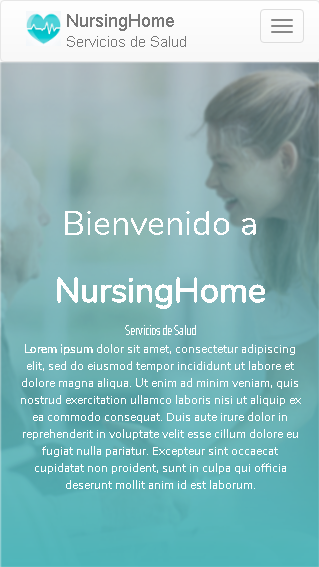 NursingHome
Servicios de Salud
Bienvenido a
NursingHome
Servicios de Salud
Lorem ipsum dolor sit amet, consectetur adipiscing
elit, sed do eiusmod tempor incididunt ut labore et
dolore magna aliqua. Ut enim ad minim veniam, quis
nostrud exercitation ullamco laboris nisi ut aliquip ex
ea commodo consequat. Duis aute irure dolor in
reprehenderit in voluptate velit esse cillum dolore eu
fugiat nulla pariatur. Excepteur sint occaecat
cupidatat non proident, sunt in culpa qui officia
deserunt mollit anim id est laborum.